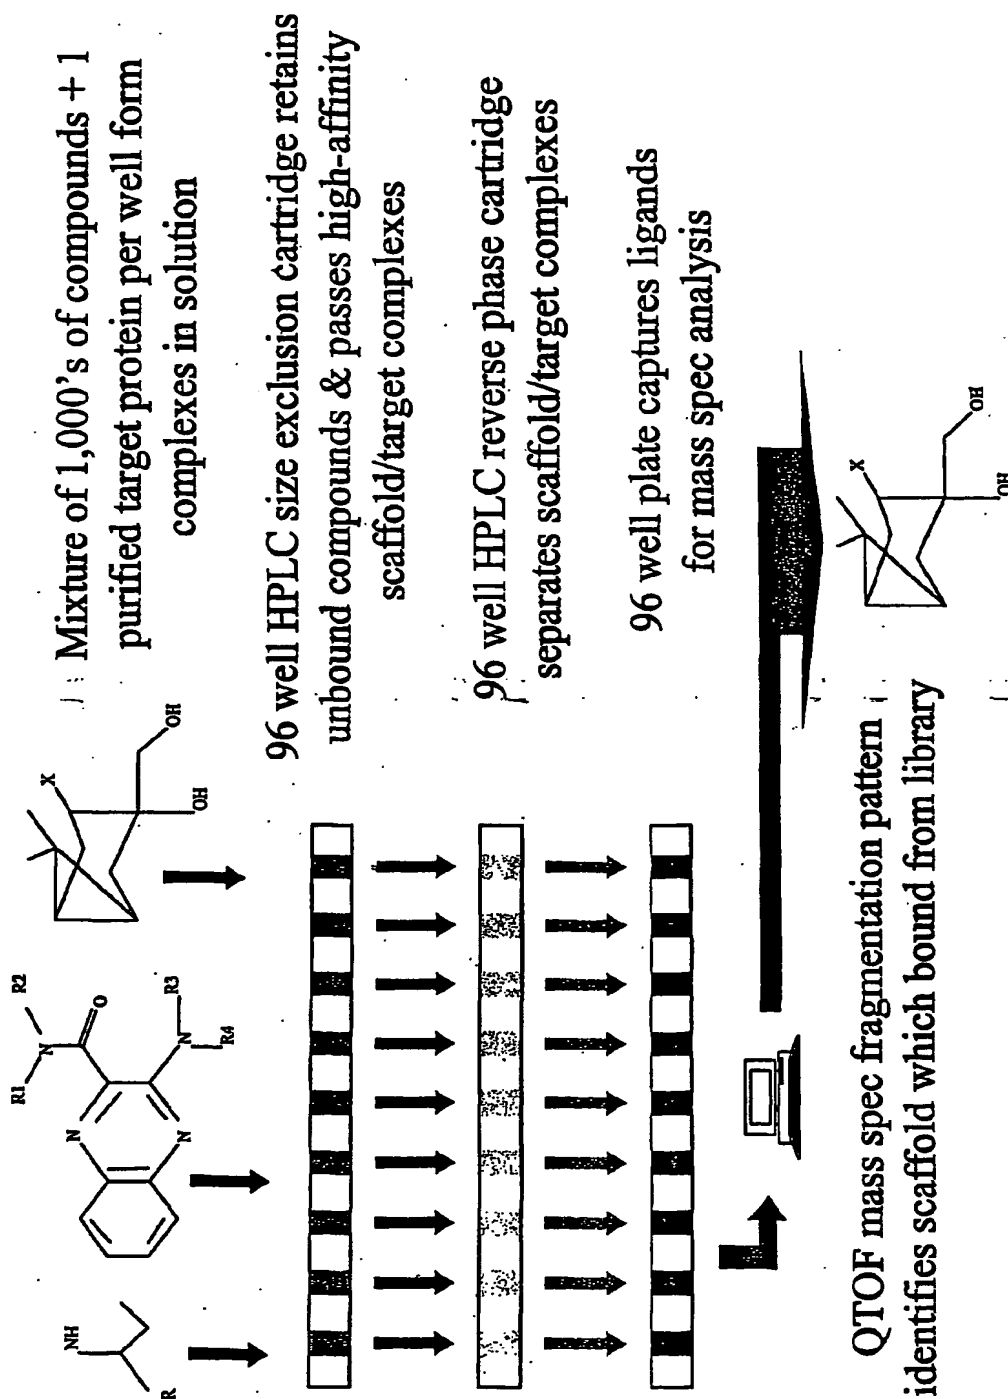 NH
R
R1
R2
N
O
N
N
N
R3
R4
X
OH
OH
Mixture of 1,000's of compounds + 1
purified target protein per well form
complexes in solution
96 well HPLC size exclusion cartridge retains
unbound compounds & passes high-affinity
scaffold/target complexes
96 well HPLC reverse phase cartridge
separates scaffold/target complexes
96 well plate captures ligands
for mass spec analysis
QTOF mass spec fragmentation pattern
identifies scaffold which bound from library
X
OH
OH